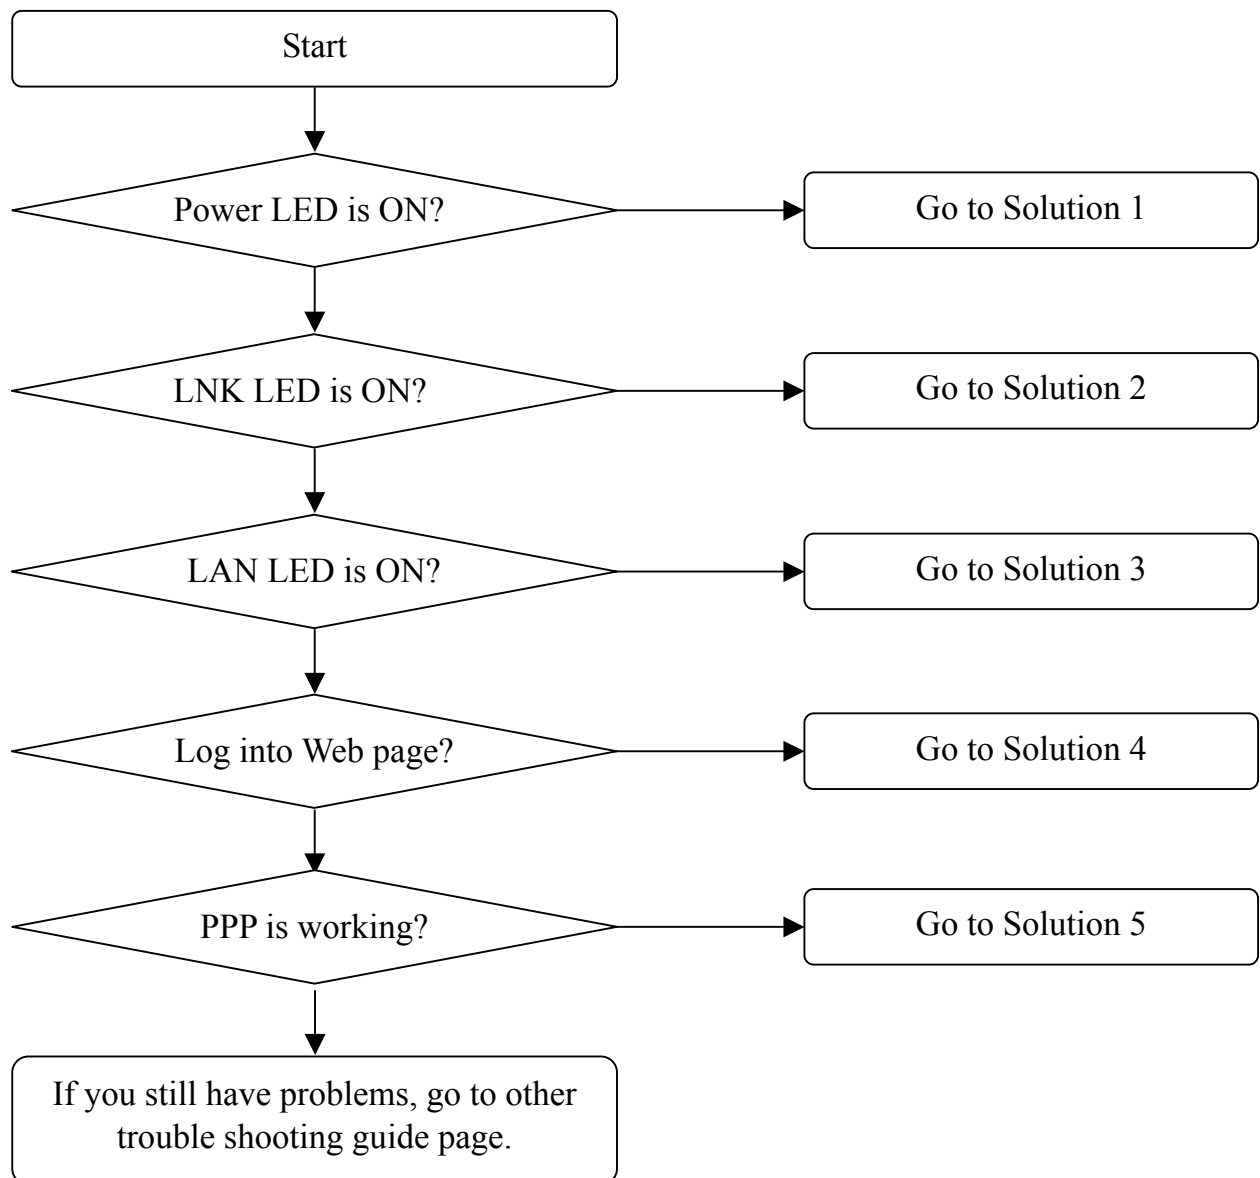 Start
Power LED is ON?
Go to Solution 1
LNK LED is ON?
Go to Solution 2
LAN LED is ON?
Go to Solution 3
Log into Web page?
Go to Solution 4
PPP is working?
Go to Solution 5
If you still have problems, go to other
trouble shooting guide page.